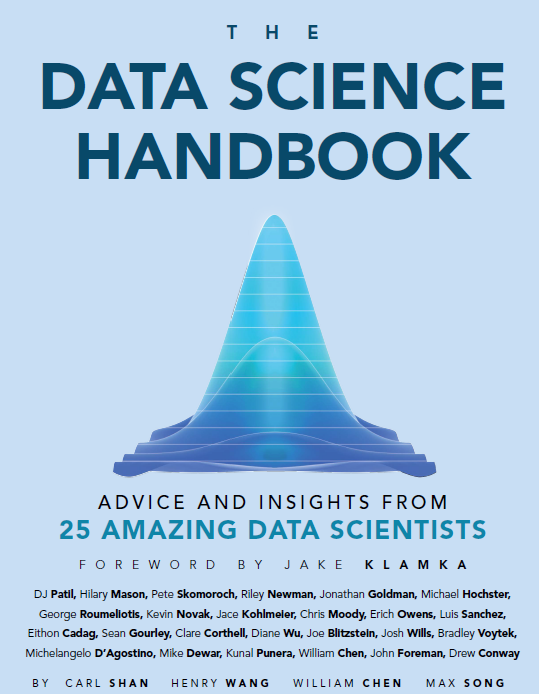 THE
DATA SCIENCE
HANDBOOK
ADVICE AND INSIGHTS FROM
25 AMAZING DATA SCIENTISTS
FOREWORD BY JAKE KLAMKA
DJ Patil, Hilary Mason, Pete Skomoroch, Riley Newman, Jonathan Goldman, Michael Hochster,
George Roumeliotis, Kevin Novak, Jace Kohlmeier, Chris Moody, Erich Owens, Luis Sanchez,
Eithon Cadag, Sean Gourley, Clare Corthell, Diane Wu, Joe Blitzstein, Josh Wills, Bradley Voytek,
Michelangelo D'Agostino, Mike Dewar, Kunal Punera, William Chen, John Foreman, Drew Conway
BY CARL SHAN HENRY WANG WILLIAM CHEN MAX SONG